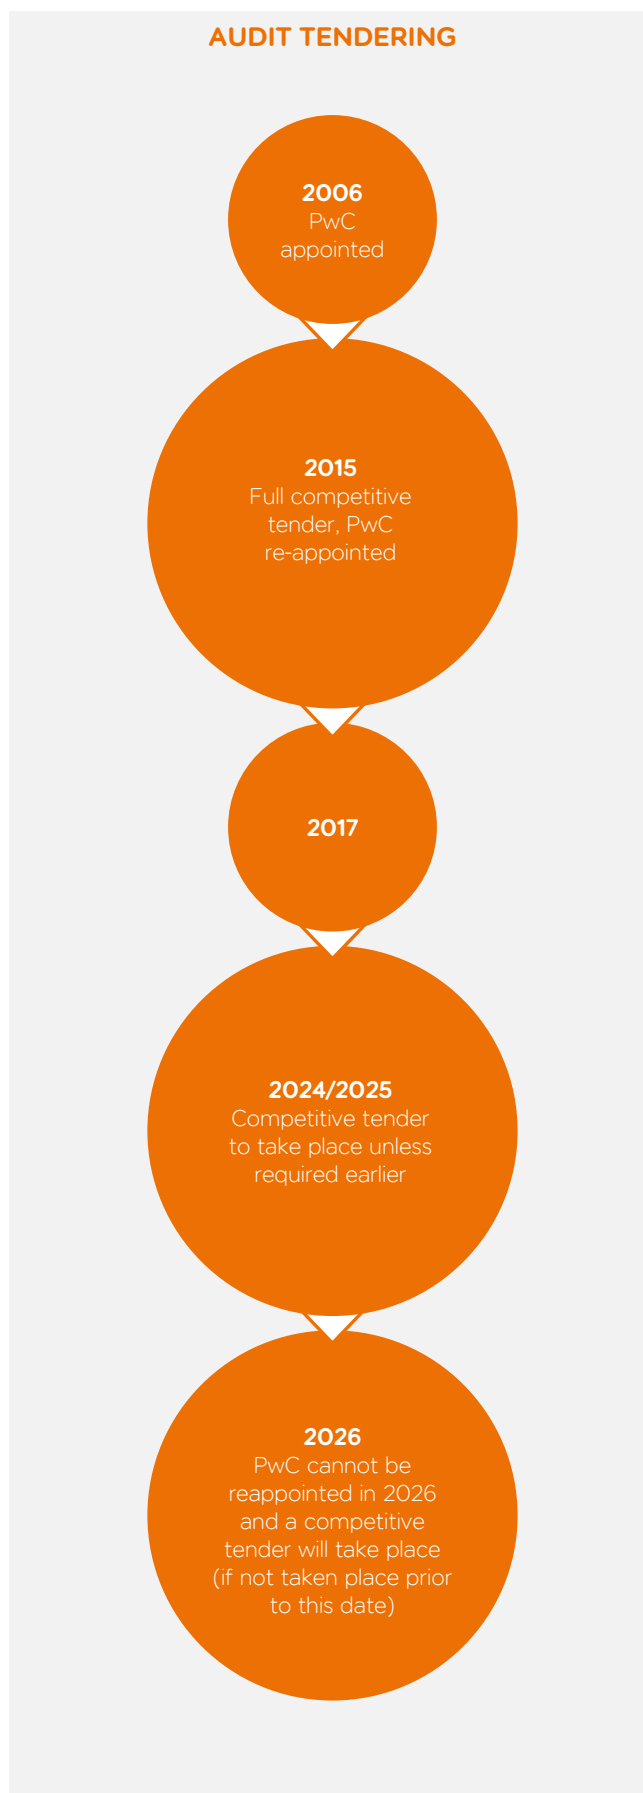 AUDIT TENDERING
2006
PwC
appointed
2015
Full competitive
tender, PwC
re-appointed
2017
2024/2025
Competitive tender
to take place unless
required earlier
2026
PwC cannot be
reappointed in 2026
and a competitive
tender will take place
(if not taken place prior
to this date)